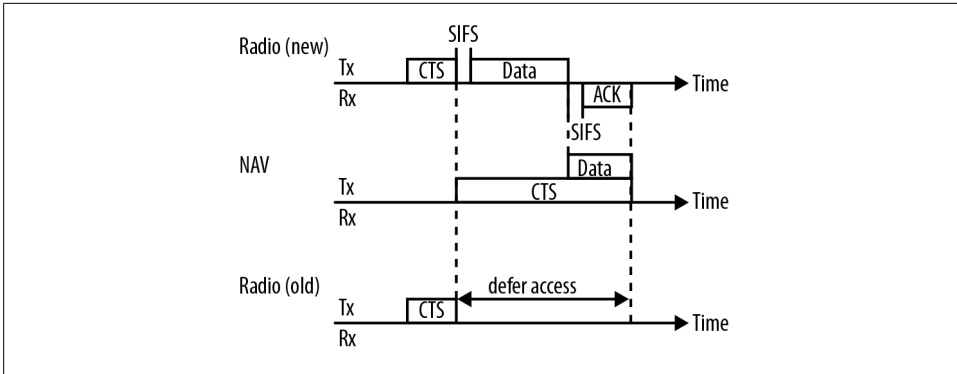 SIFS
Radio (new)
Tx
CTS
Data
Time
Rx
ACK
SIFS
NAV
Data
Tx
CTS
Time
Rx
Radio (old)
defer access
Tx
CTS
Time
Rx